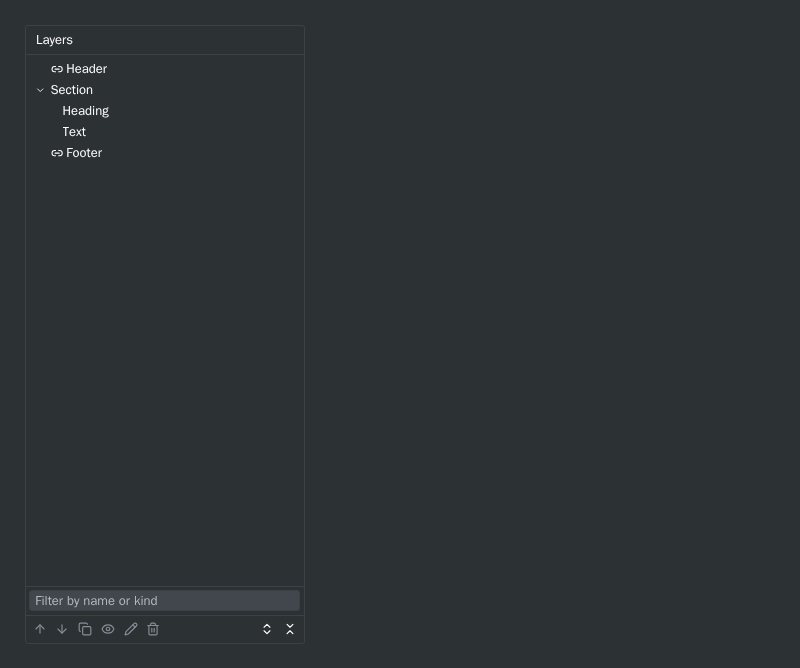 Layers
Header
Section
Heading
Text
Footer
Filter by name or kind